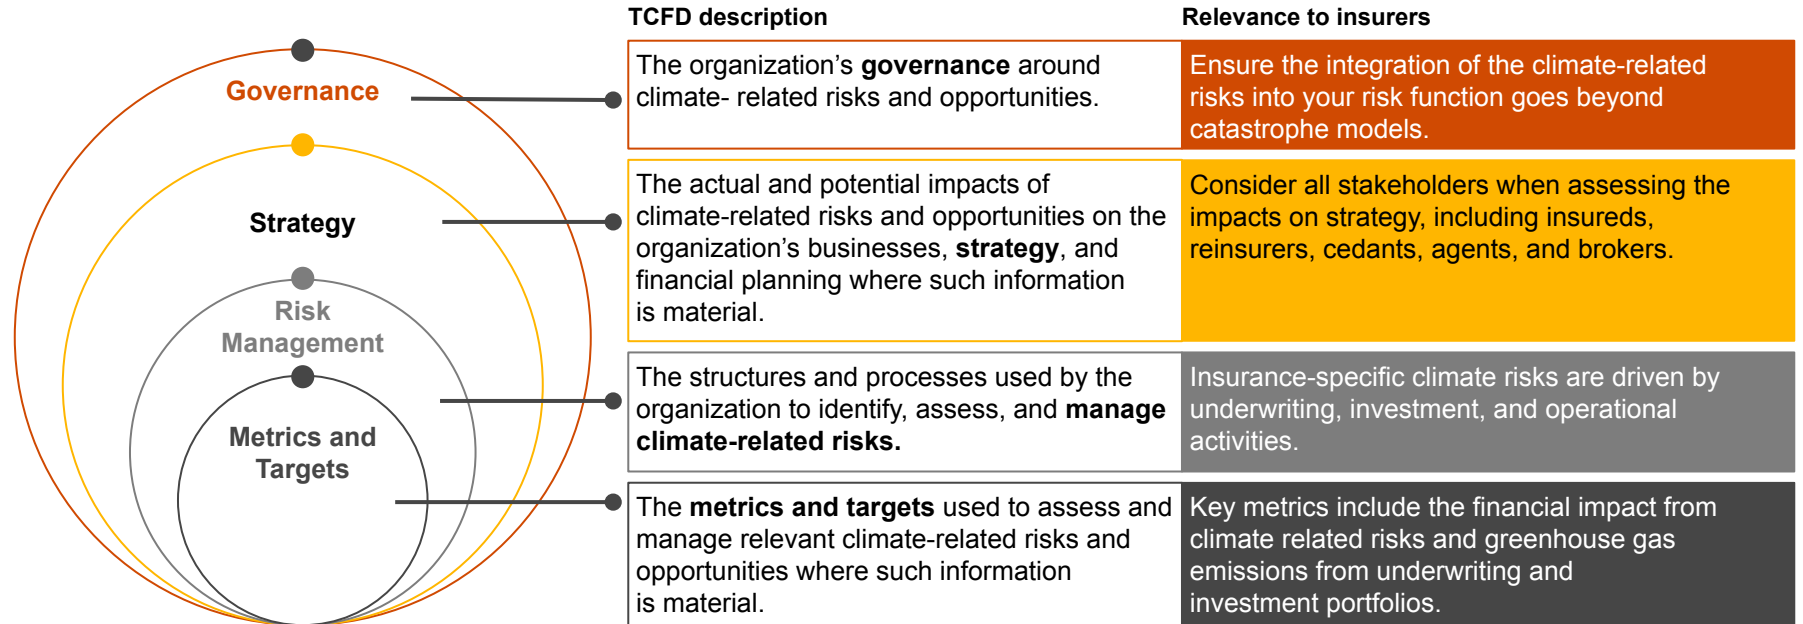 TCFD description
Relevance to insurers
Governance
The organization’s governance around
climate- related risks and opportunities.
Ensure the integration of the climate-related
risks into your risk function goes beyond
catastrophe models.
Strategy
The actual and potential impacts of
climate-related risks and opportunities on the
organization’s businesses, strategy, and
financial planning where such information
is material.
Consider all stakeholders when assessing the
impacts on strategy, including insureds,
reinsurers, cedants, agents, and brokers.
Risk
Management
The structures and processes used by the
organization to identify, assess, and manage
climate-related risks.
Insurance-specific climate risks are driven by
underwriting, investment, and operational
activities.
Metrics and
Targets
The metrics and targets used to assess and
manage relevant climate-related risks and
opportunities where such information
is material.
Key metrics include the financial impact from
climate related risks and greenhouse gas
emissions from underwriting and
investment portfolios.